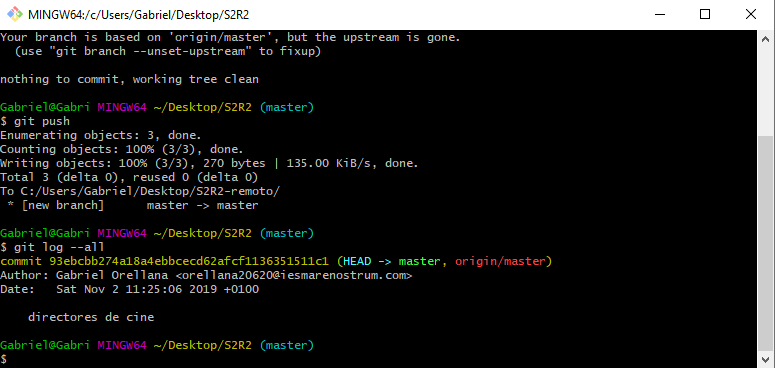 MINGW64:/c/Users/Gabriel/Desktop/S2R2
Your branch is based on 'origin/master', but the upstream is gone.
  (use "git branch --unset-upstream" to fixup)
nothing to commit, working tree clean
Gabriel@Gabri MINGW64 ~/Desktop/S2R2 (master)
$ git push
Enumerating objects: 3, done.
Counting objects: 100% (3/3), done.
Writing objects: 100% (3/3), 270 bytes | 135.00 KiB/s, done.
Total 3 (delta 0), reused 0 (delta 0)
To C:/Users/Gabriel/Desktop/S2R2-remoto/
 * [new branch]      master -> master
Gabriel@Gabri MINGW64 ~/Desktop/S2R2 (master)
$ git log --all
commit 93ebcbb274a18a4ebbcecd62afcf1136351511c1 (HEAD -> master, origin/master)
Author: Gabriel Orellana <orellana20620@iesmarenostrum.com>
Date:   Sat Nov 2 11:25:06 2019 +0100
    directores de cine
Gabriel@Gabri MINGW64 ~/Desktop/S2R2 (master)
$